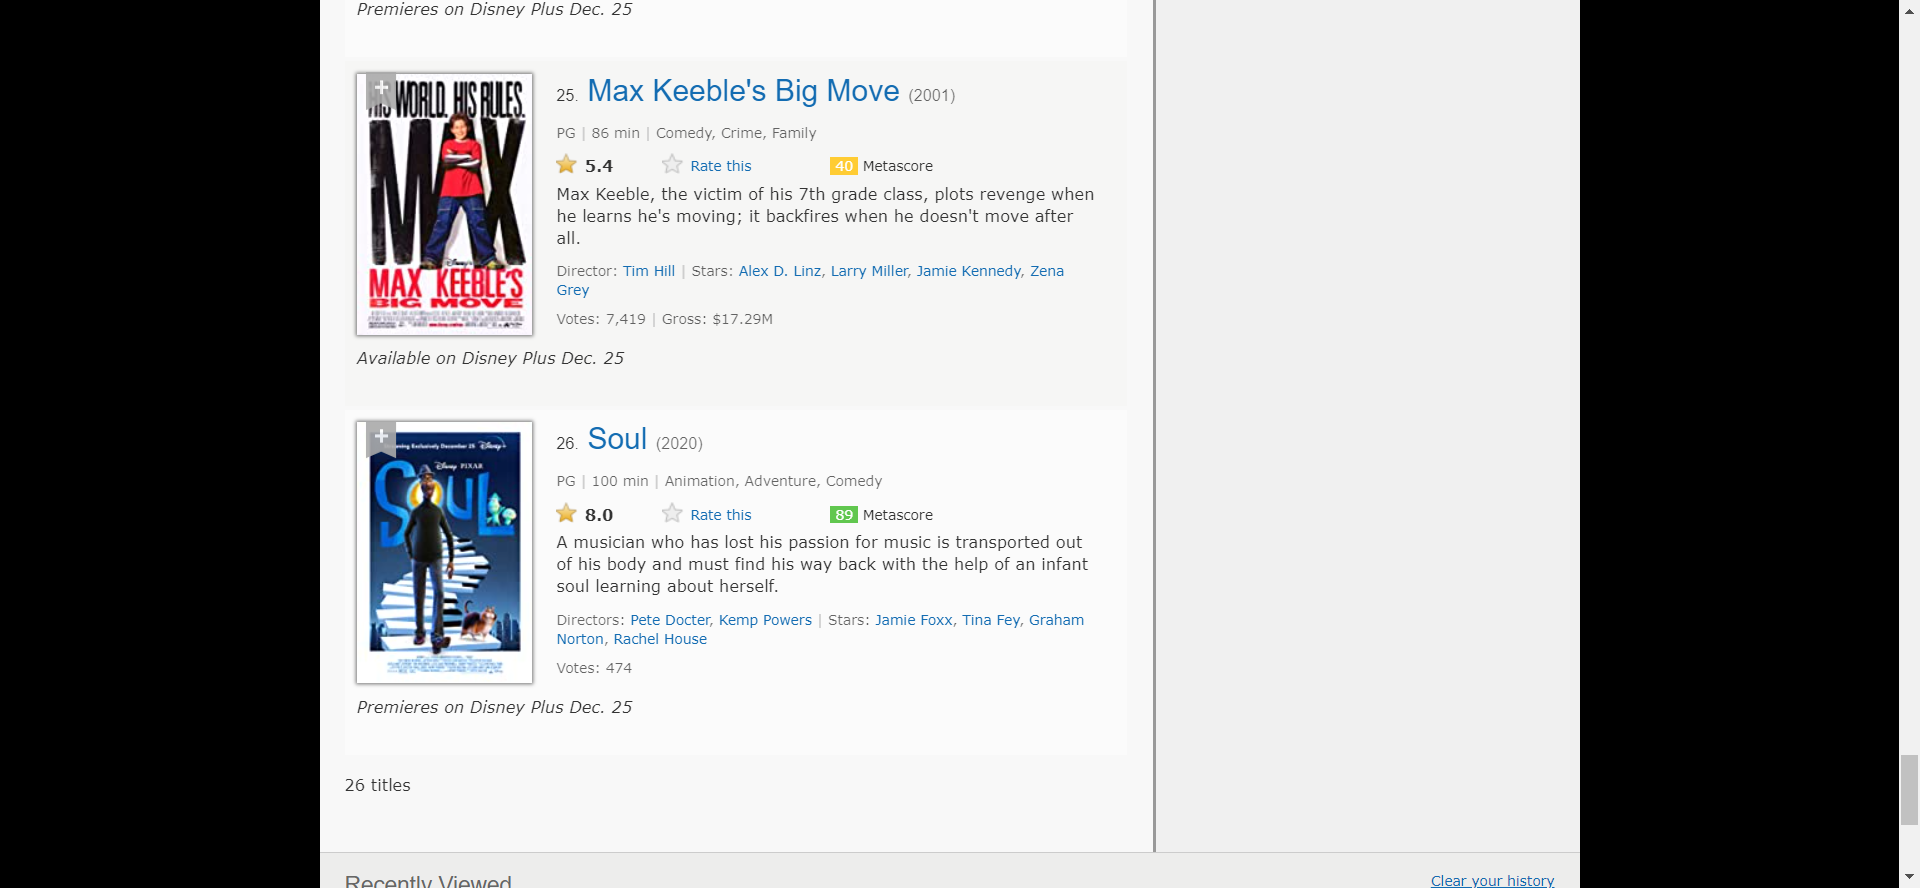 Premieres on Disney Plus Dec. 25
HIS WORLD. HIS RULES.
MAX
Disney's
MAX KEEBLE'S
BIG MOVE
25. Max Keeble's Big Move (2001)
PG | 86 min | Comedy, Crime, Family
5.4 Rate this 40 Metascore
Max Keeble, the victim of his 7th grade class, plots revenge when
he learns he's moving; it backfires when he doesn't move after
all.
Director: Tim Hill | Stars: Alex D. Linz, Larry Miller, Jamie Kennedy, Zena
Grey
Votes: 7,419 | Gross: $17.29M
Available on Disney Plus Dec. 25
Exclusively December 25 Disney+
Disney PIXAR
SOUL
26. Soul (2020)
PG | 100 min | Animation, Adventure, Comedy
8.0 Rate this 89 Metascore
A musician who has lost his passion for music is transported out
of his body and must find his way back with the help of an infant
soul learning about herself.
Directors: Pete Docter, Kemp Powers | Stars: Jamie Foxx, Tina Fey, Graham
Norton, Rachel House
Votes: 474
Premieres on Disney Plus Dec. 25
26 titles
Recently Viewed
Clear your history